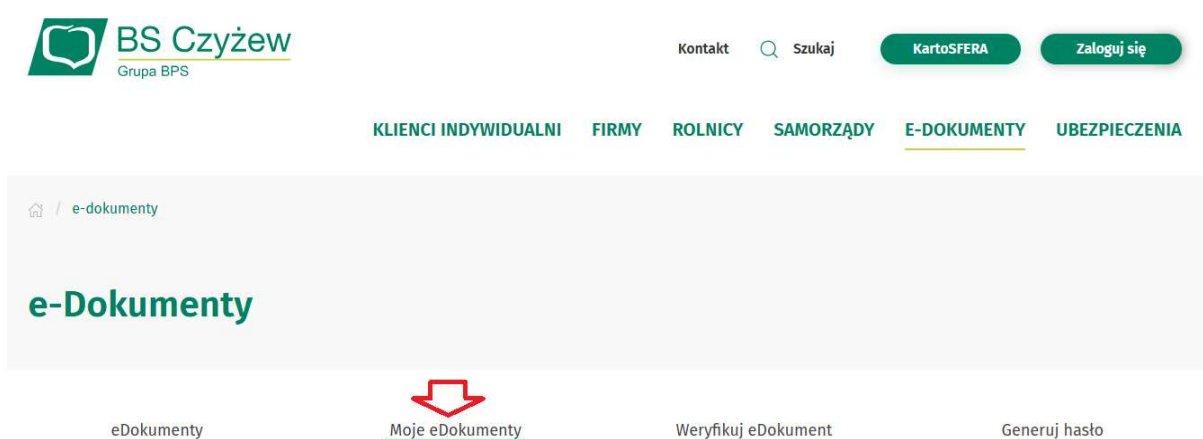 BS Czyżew
Grupa BPS
Kontakt Szukaj KartoSFERA Zaloguj się
KLIENCI INDYWIDUALNI FIRMY ROLNICY SAMORZĄDY E-DOKUMENTY UBEZPIECZENIA
/ e-dokumenty
e-Dokumenty
eDokumenty Moje eDokumenty Weryfikuj eDokument Generuj hasło